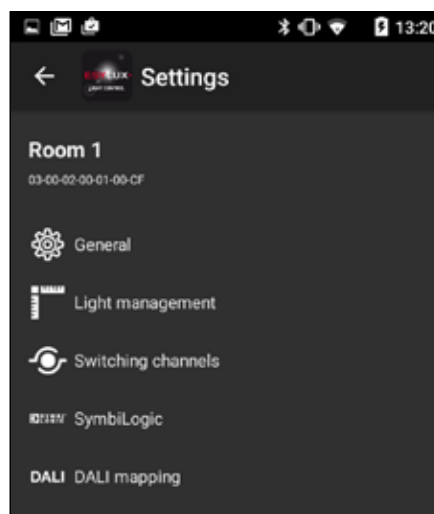 13:20
Settings
Room 1
03-00-02-00-01-00-CF
General
Light management
Switching channels
SymbiLogic
DALI DALI mapping